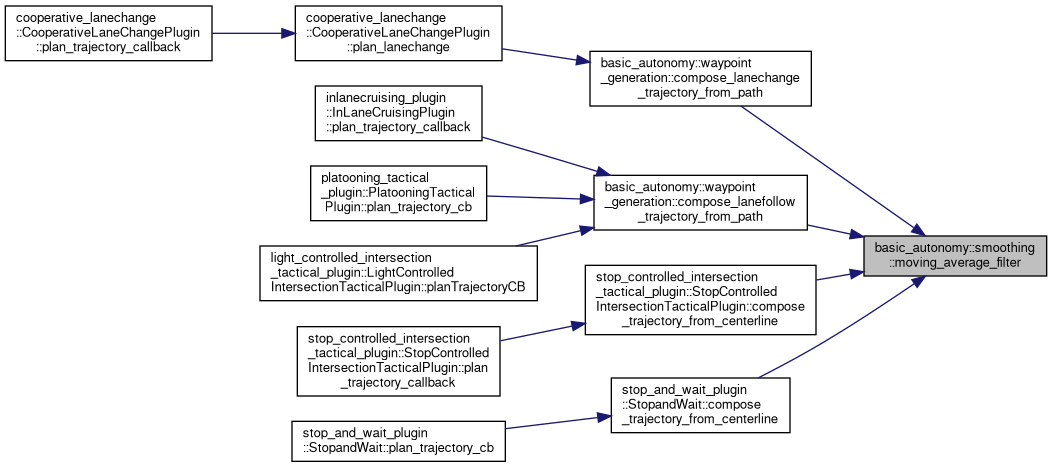 cooperative_lanechange
::CooperativeLaneChangePlugin
::plan_trajectory_callback
cooperative_lanechange
::CooperativeLaneChangePlugin
::plan_lanechange
basic_autonomy::waypoint
_generation::compose_lanechange
_trajectory_from_path
inlanecruising_plugin
::InLaneCruisingPlugin
::plan_trajectory_callback
platooning_tactical
_plugin::PlatooningTactical
Plugin::plan_trajectory_cb
basic_autonomy::waypoint
_generation::compose_lanefollow
_trajectory_from_path
light_controlled_intersection
_tactical_plugin::LightControlled
IntersectionTacticalPlugin::planTrajectoryCB
basic_autonomy::smoothing
::moving_average_filter
stop_controlled_intersection
_tactical_plugin::StopControlled
IntersectionTacticalPlugin::compose
_trajectory_from_centerline
stop_controlled_intersection
_tactical_plugin::StopControlled
IntersectionTacticalPlugin::plan
_trajectory_callback
stop_and_wait_plugin
::StopandWait::compose
_trajectory_from_centerline
stop_and_wait_plugin
::StopandWait::plan_trajectory_cb